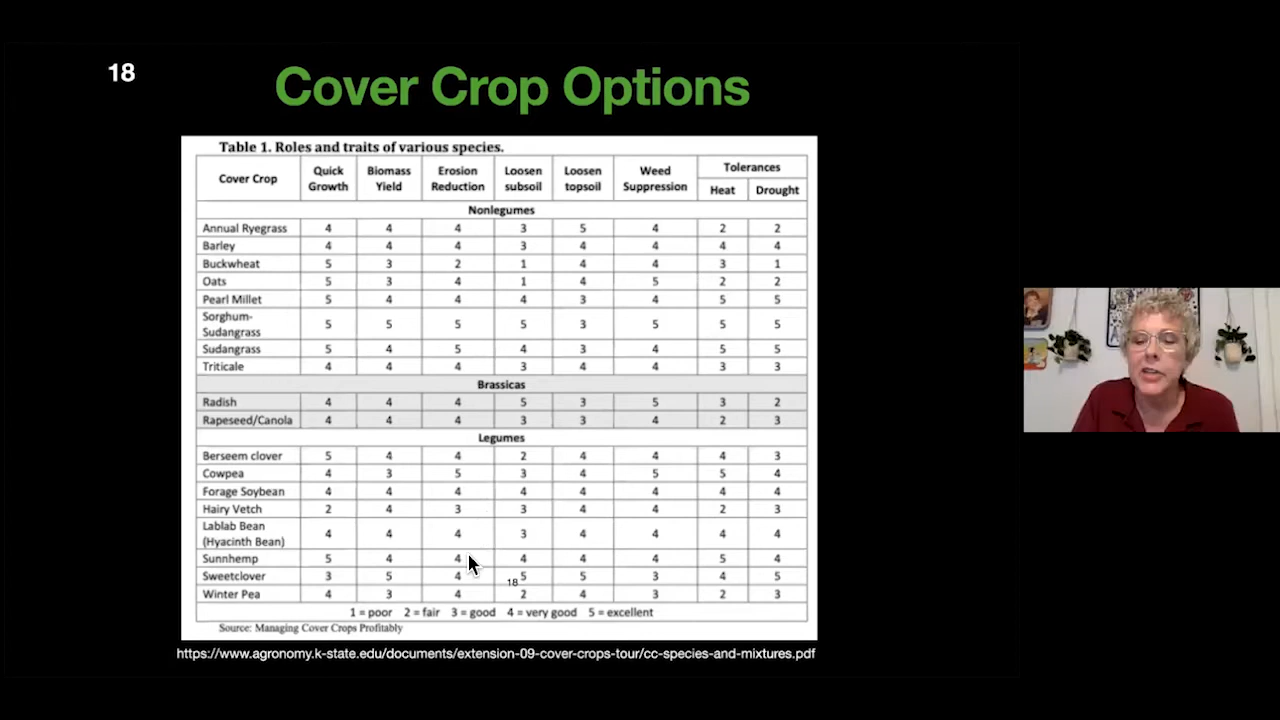 18
Cover Crop Options
Table 1. Roles and traits of various species.
Cover Crop Quick Growth Biomass Yield Erosion Reduction Loosen subsoil Loosen topsoil Weed Suppression Tolerances Heat Drought
Nonlegumes
Annual Ryegrass 4 4 4 3 5 4 2 2
Barley 4 4 4 3 4 4 4 4
Buckwheat 5 3 2 1 4 4 3 1
Oats 5 3 4 1 4 5 2 2
Pearl Millet 5 4 4 4 3 4 5 5
Sorghum-Sudangrass 5 5 5 5 3 5 5 5
Sudangrass 5 4 5 4 3 4 5 5
Triticale 4 4 4 3 4 4 3 3
Brassicas
Radish 4 4 4 5 3 5 3 2
Rapeseed/Canola 4 4 4 3 3 4 2 3
Legumes
Berseem clover 5 4 4 2 4 4 4 3
Cowpea 4 3 5 3 4 5 5 4
Forage Soybean 4 4 4 4 4 4 4 4
Hairy Vetch 2 4 3 3 4 4 2 3
Lablab Bean (Hyacinth Bean) 4 4 4 3 4 4 4 4
Sunnhemp 5 4 4 4 4 4 5 4
Sweetclover 3 5 4 5 5 3 4 5
18
Winter Pea 4 3 4 2 4 3 2 3
1 = poor 2 = fair 3 = good 4 = very good 5 = excellent
Source: Managing Cover Crops Profitably
https://www.agronomy.k-state.edu/documents/extension-09-cover-crops-tour/cc-species-and-mixtures.pdf